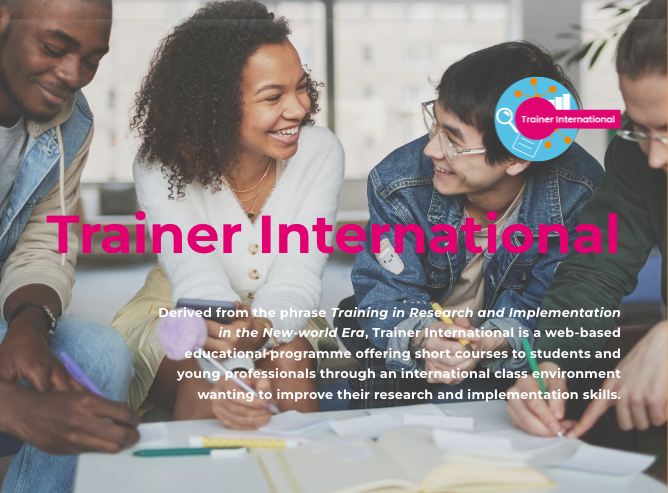 Trainer International
Trainer International
Derived from the phrase Training in Research and Implementation
in the New-world Era, Trainer International is a web-based
educational programme offering short courses to students and
young professionals through an international class environment
wanting to improve their research and implementation skills.